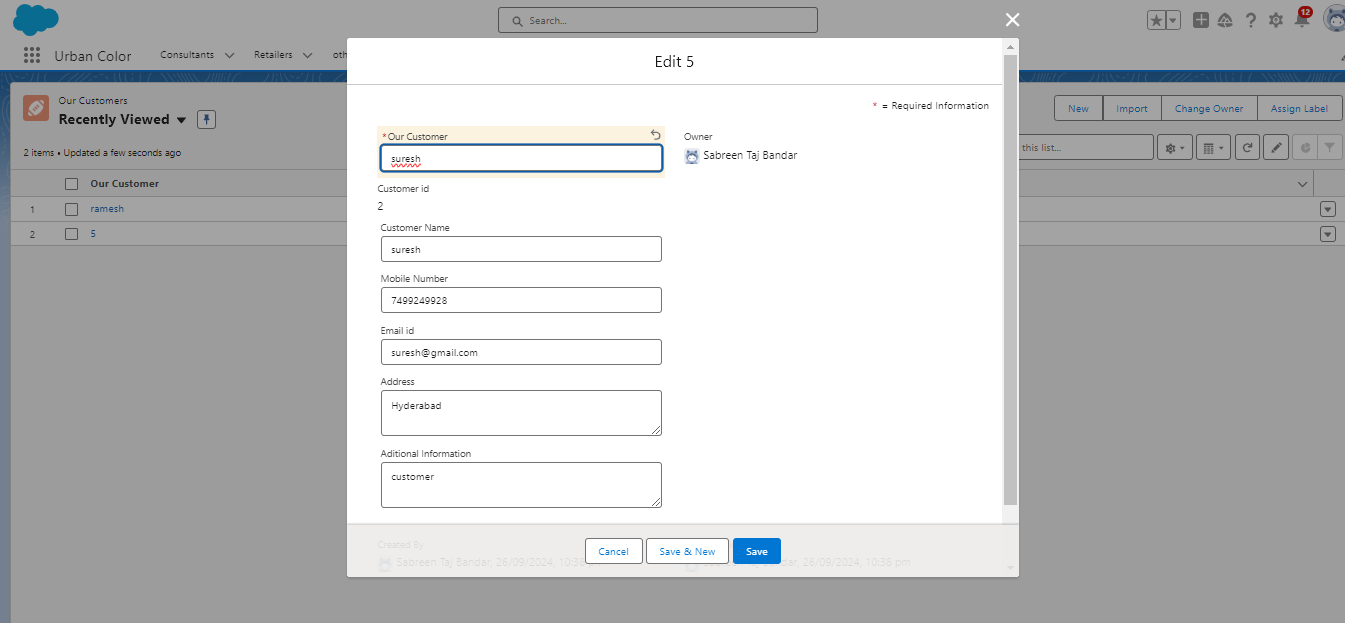 Search...
12
Urban Color
Consultants
Retailers
oth
Our Customers
Recently Viewed
2 items • Updated a few seconds ago
New
Import
Change Owner
Assign Label
this list...
Our Customer
1
ramesh
2
5
Edit 5
* = Required Information
*Our Customer
suresh
Owner
Sabreen Taj Bandar
Customer id
2
Customer Name
suresh
Mobile Number
7499249928
Email id
suresh@gmail.com
Address
Hyderabad
Aditional Information
customer
Created By
Sabreen Taj Bandar, 26/09/2024, 10:38
Bandar, 26/09/2024, 10:38 pm
Cancel
Save & New
Save